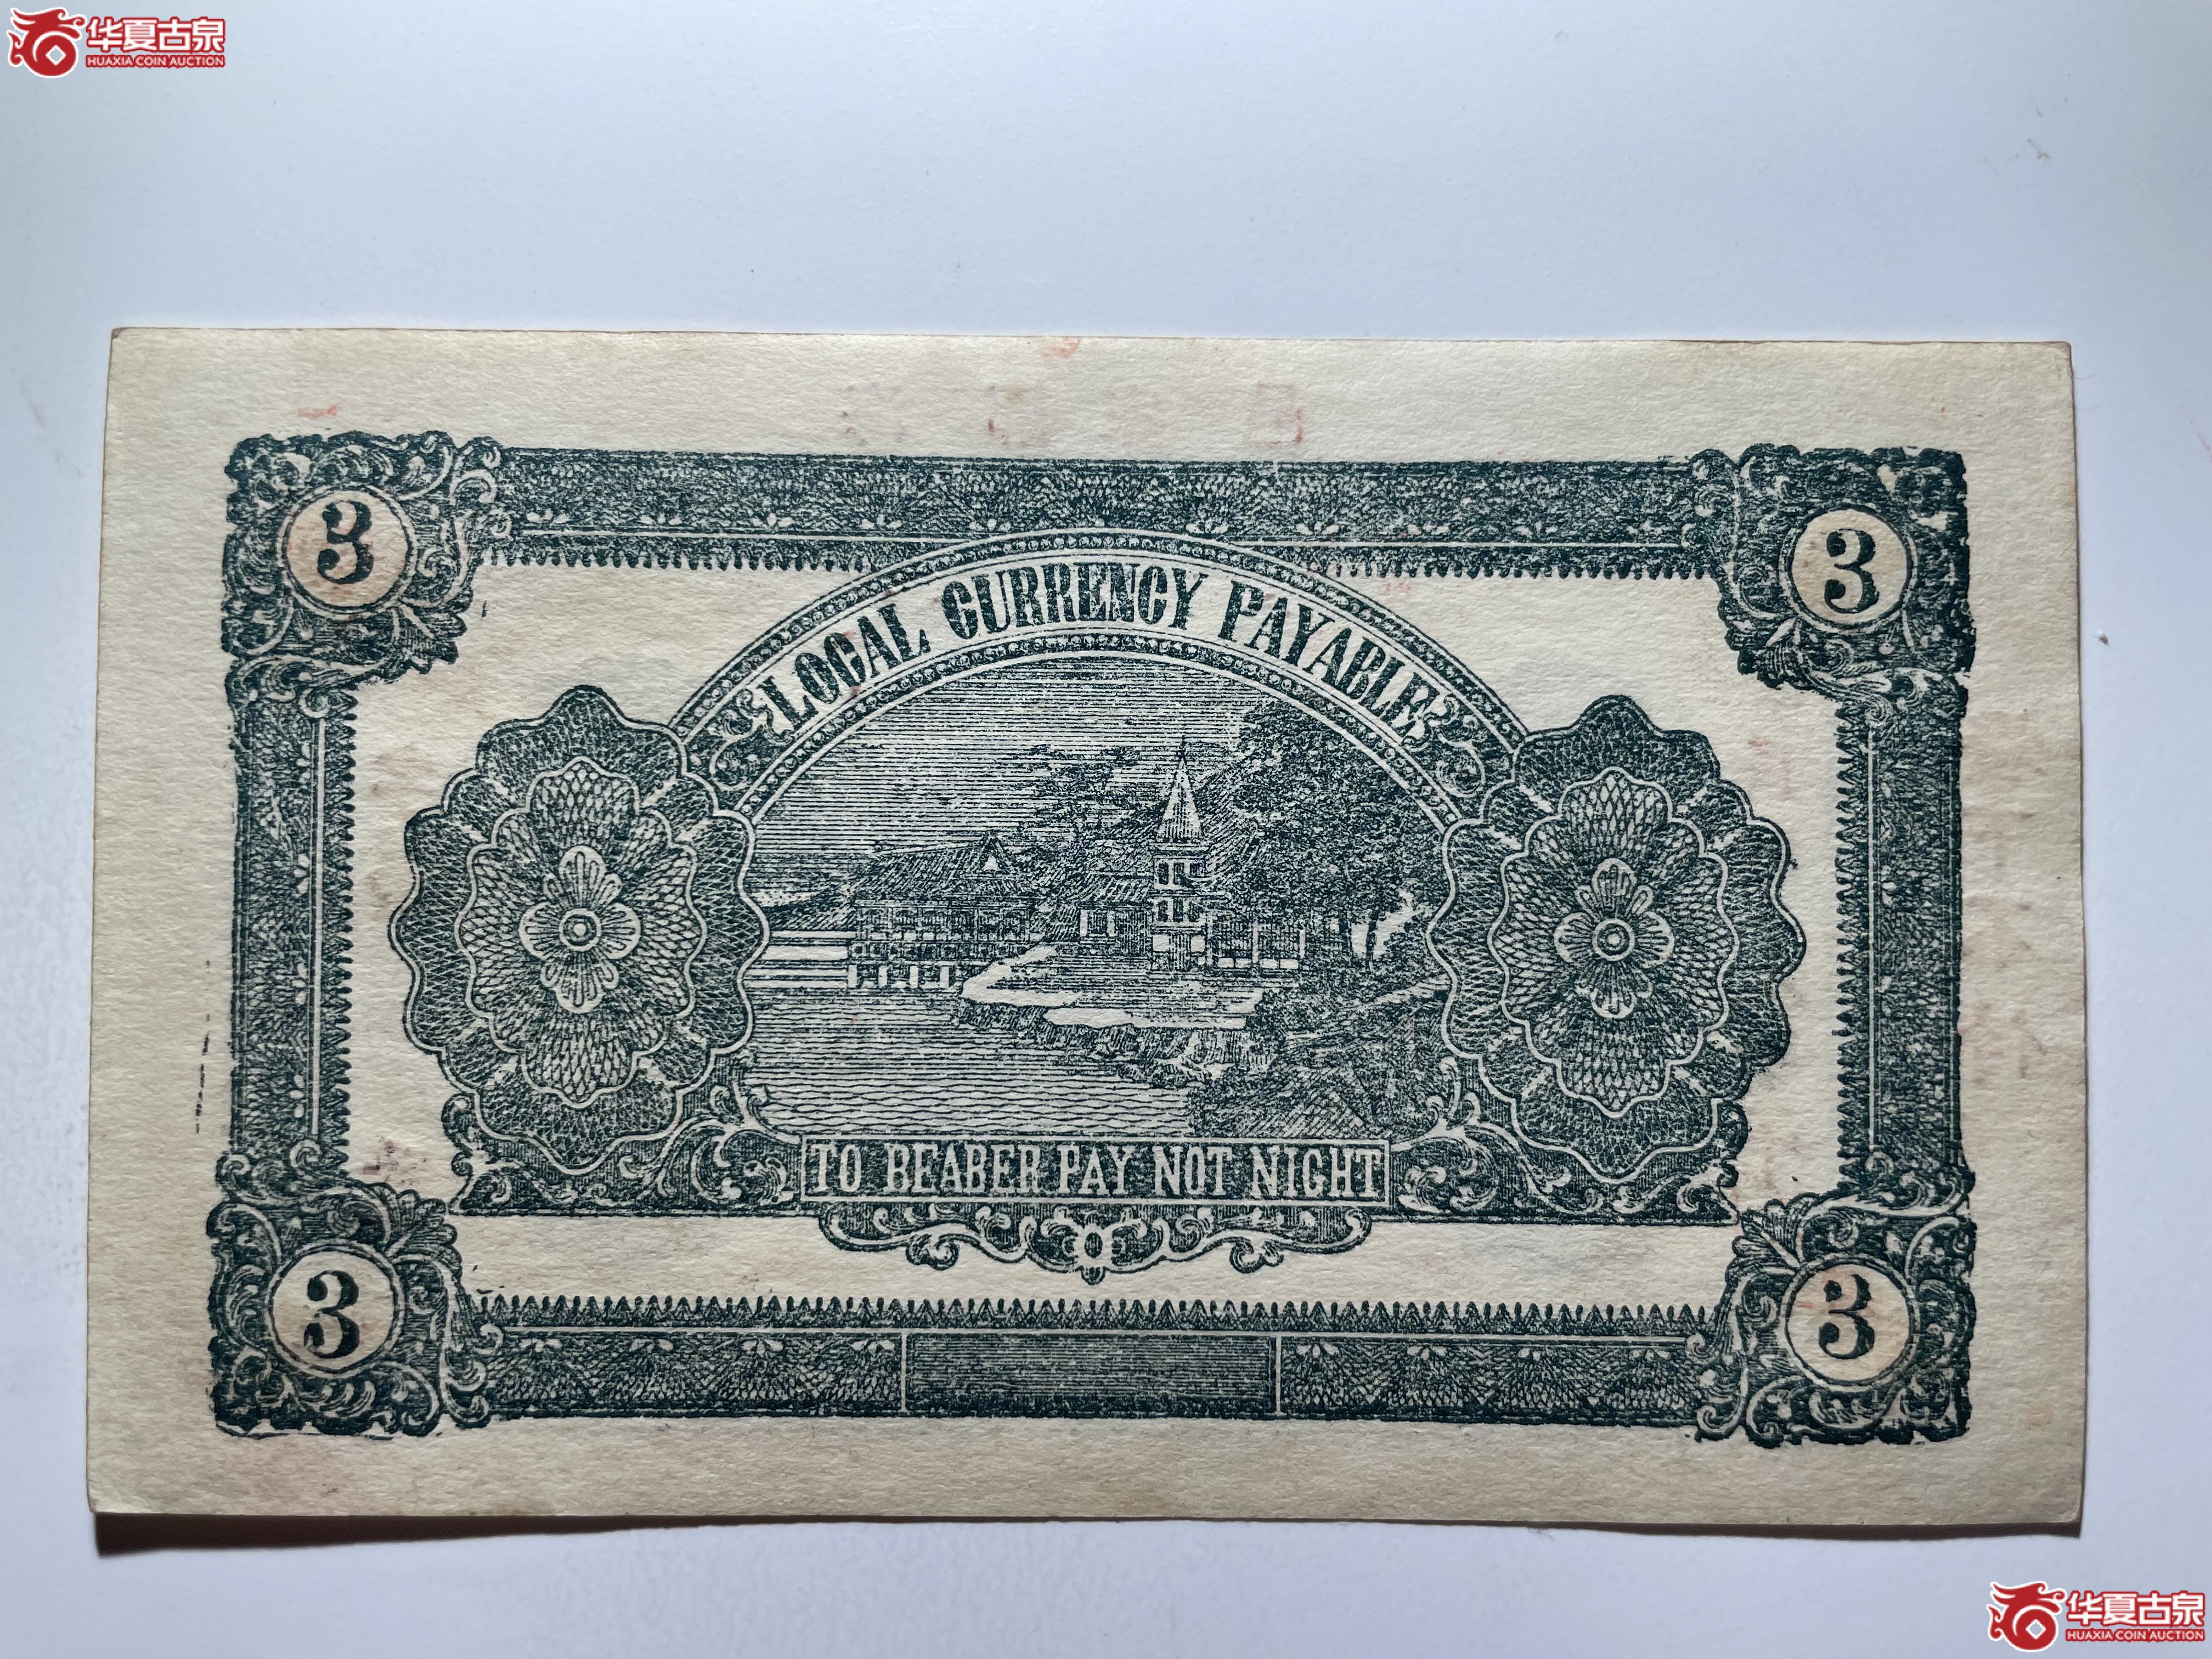 华夏古泉
HUAXIA COIN AUCTION
3
3
LOCAL CURRENCY PAYABLE
TO BEABER PAY NOT NIGHT
3
3
华夏古泉
HUAXIA COIN AUCTION